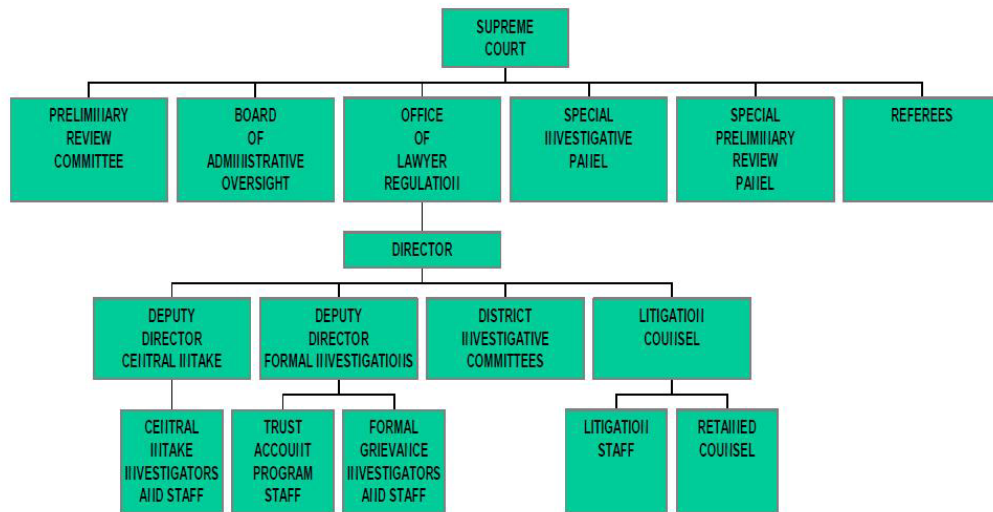 SUPREME
COURT
PRELIMINARY
REVIEW
COMMITTEE
BOARD
OF
ADMINISTRATIVE
OVERSIGHT
OFFICE
OF
LAWYER
REGULATION
SPECIAL
INVESTIGATIVE
PANEL
SPECIAL
PRELIMINARY
REVIEW
PANEL
REFEREES
DIRECTOR
DEPUTY
DIRECTOR
CENTRAL INTAKE
DEPUTY
DIRECTOR
FORMAL INVESTIGATIONS
DISTRICT
INVESTIGATIVE
COMMITTEES
LITIGATION
COUNSEL
CENTRAL
INTAKE
INVESTIGATORS
AND STAFF
TRUST
ACCOUNT
PROGRAM
STAFF
FORMAL
GRIEVANCE
INVESTIGATORS
AND STAFF
LITIGATION
STAFF
RETAINED
COUNSEL